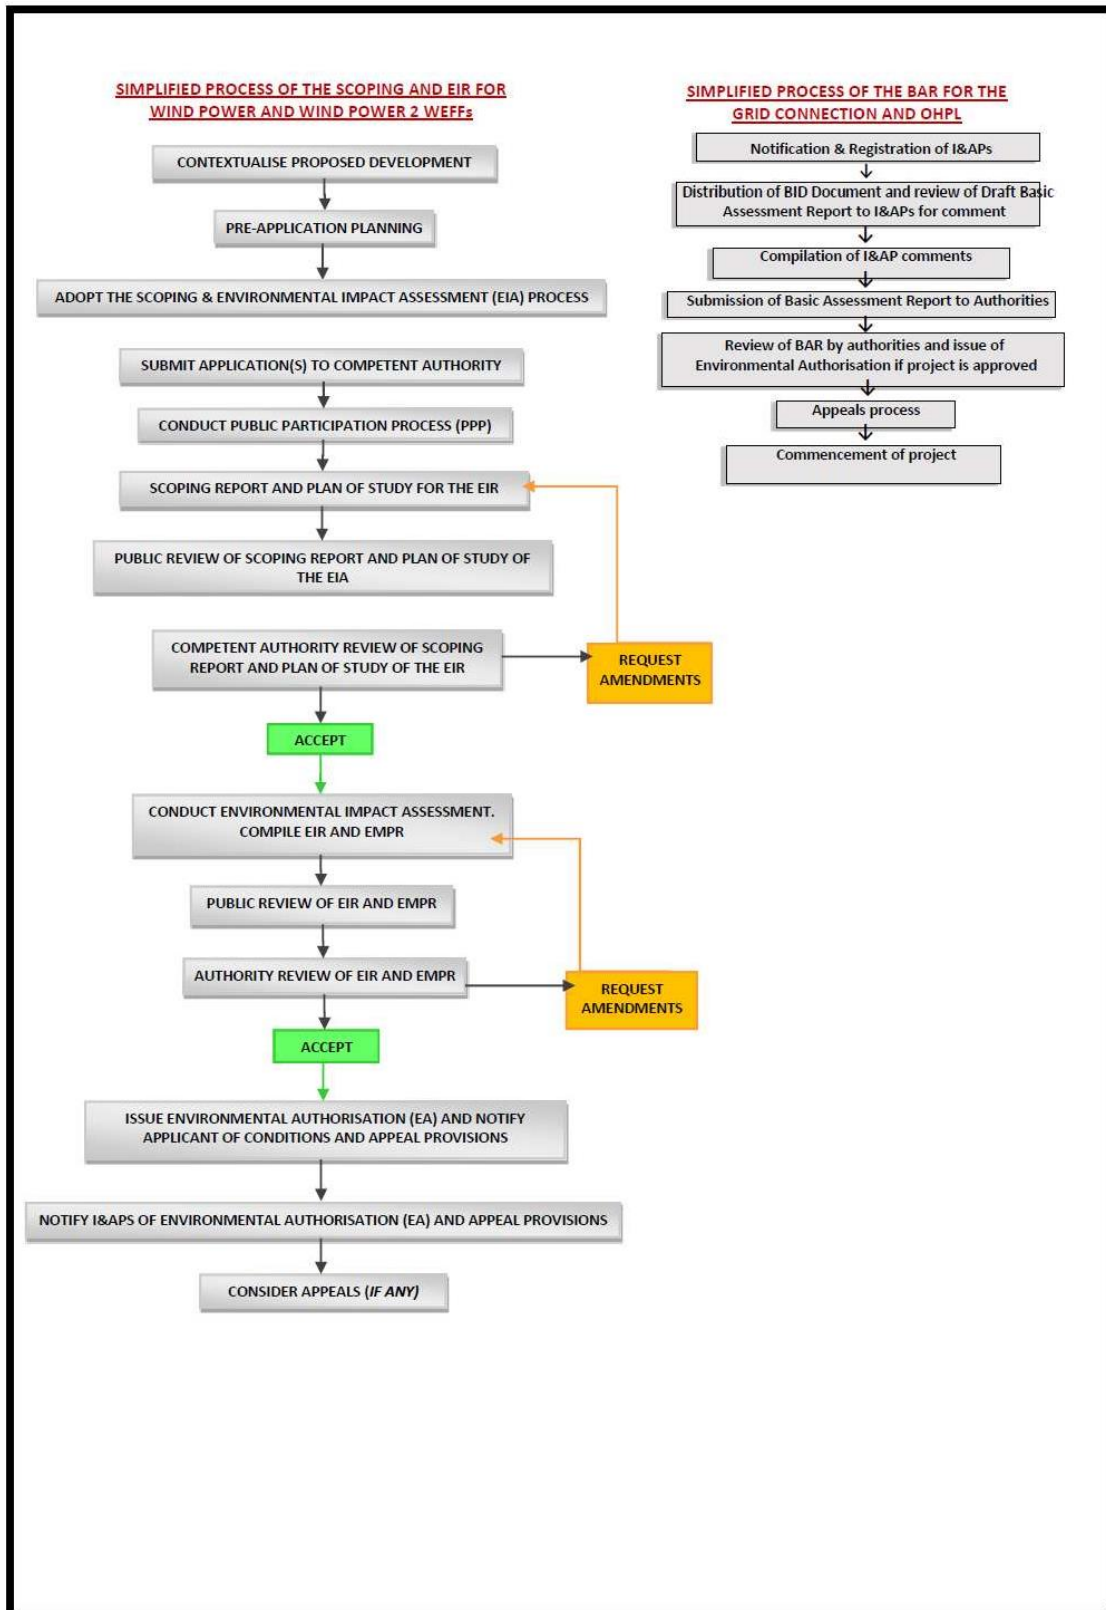 SIMPLIFIED PROCESS OF THE SCOPING AND EIR FOR
WIND POWER AND WIND POWER 2 WEFFs
CONTEXTUALISE PROPOSED DEVELOPMENT
PRE-APPLICATION PLANNING
ADOPT THE SCOPING & ENVIRONMENTAL IMPACT ASSESSMENT (EIA) PROCESS
SUBMIT APPLICATION(S) TO COMPETENT AUTHORITY
CONDUCT PUBLIC PARTICIPATION PROCESS (PPP)
SCOPING REPORT AND PLAN OF STUDY FOR THE EIR
PUBLIC REVIEW OF SCOPING REPORT AND PLAN OF STUDY OF
THE EIA
COMPETENT AUTHORITY REVIEW OF SCOPING
REPORT AND PLAN OF STUDY OF THE EIR
REQUEST
AMENDMENTS
ACCEPT
CONDUCT ENVIRONMENTAL IMPACT ASSESSMENT.
COMPILE EIR AND EMPR
PUBLIC REVIEW OF EIR AND EMPR
AUTHORITY REVIEW OF EIR AND EMPR
REQUEST
AMENDMENTS
ACCEPT
ISSUE ENVIRONMENTAL AUTHORISATION (EA) AND NOTIFY
APPLICANT OF CONDITIONS AND APPEAL PROVISIONS
NOTIFY I&APS OF ENVIRONMENTAL AUTHORISATION (EA) AND APPEAL PROVISIONS
CONSIDER APPEALS (IF ANY)
SIMPLIFIED PROCESS OF THE BAR FOR THE
GRID CONNECTION AND OHPL
Notification & Registration of I&APs
Distribution of BID Document and review of Draft Basic
Assessment Report to I&APs for comment
Compilation of I&AP comments
Submission of Basic Assessment Report to Authorities
Review of BAR by authorities and issue of
Environmental Authorisation if project is approved
Appeals process
Commencement of project